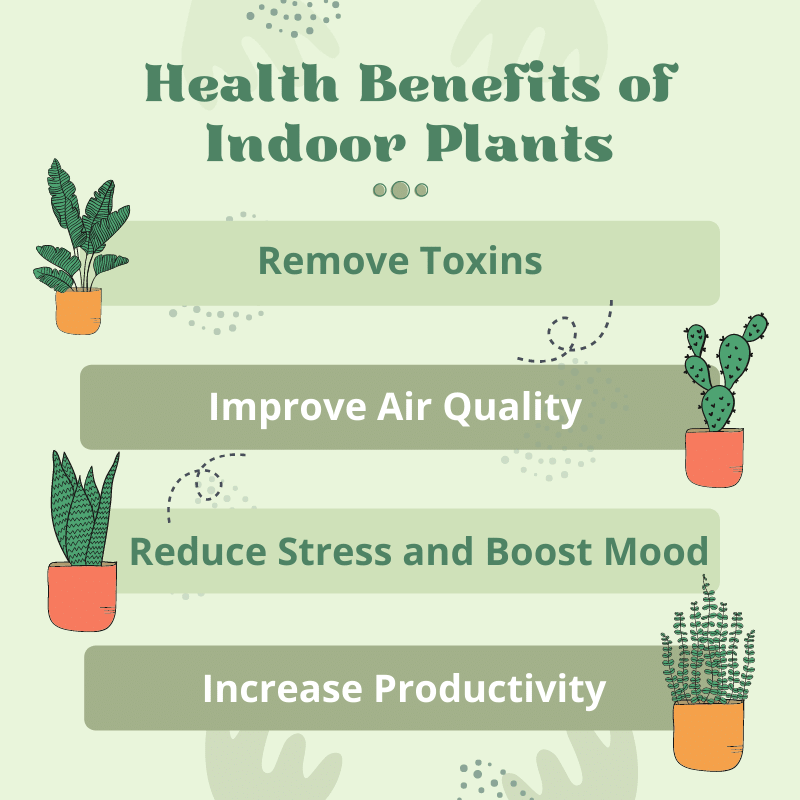 Health Benefits of
Indoor Plants
Remove Toxins
Improve Air Quality
Reduce Stress and Boost Mood
Increase Productivity